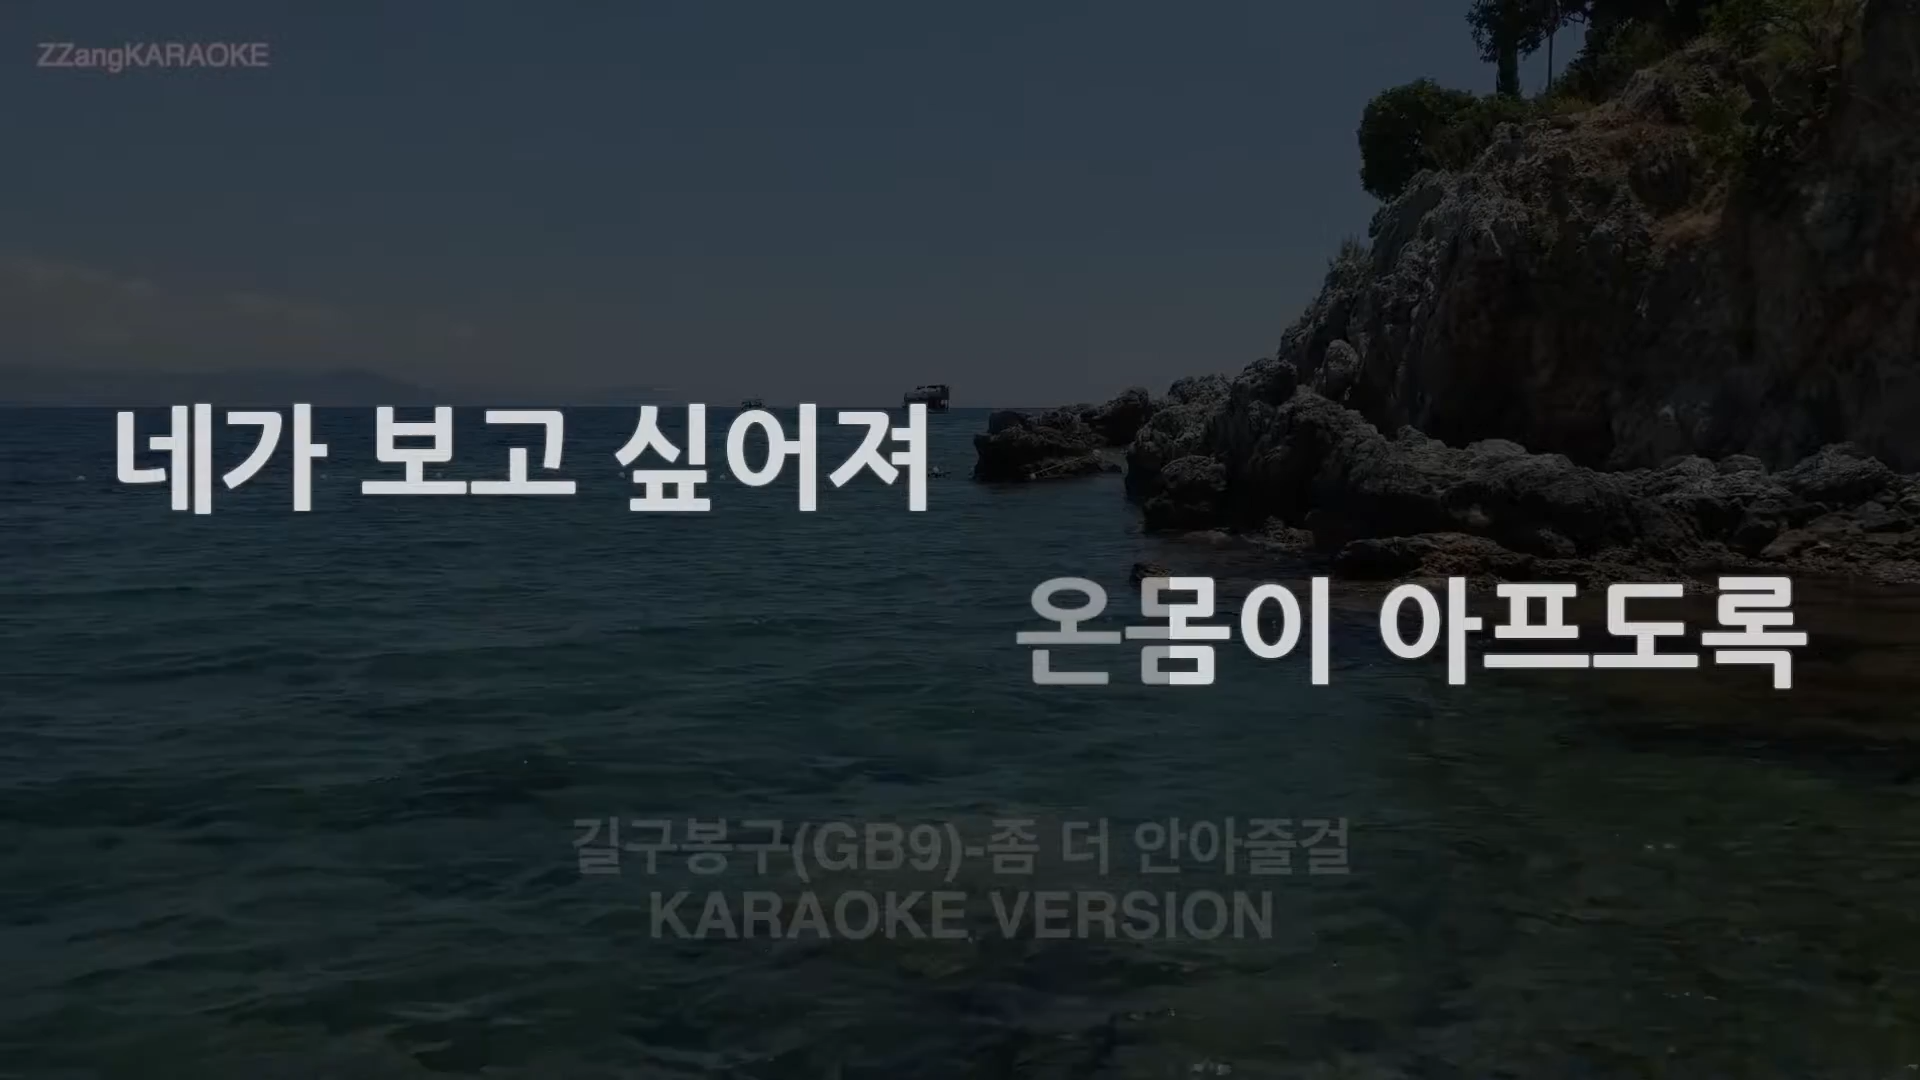 ZZangKARAOKE
네가 보고 싶어져
온몸이 아프도록
길구봉구(GB9)-좀 더 안아줄걸
KARAOKE VERSION